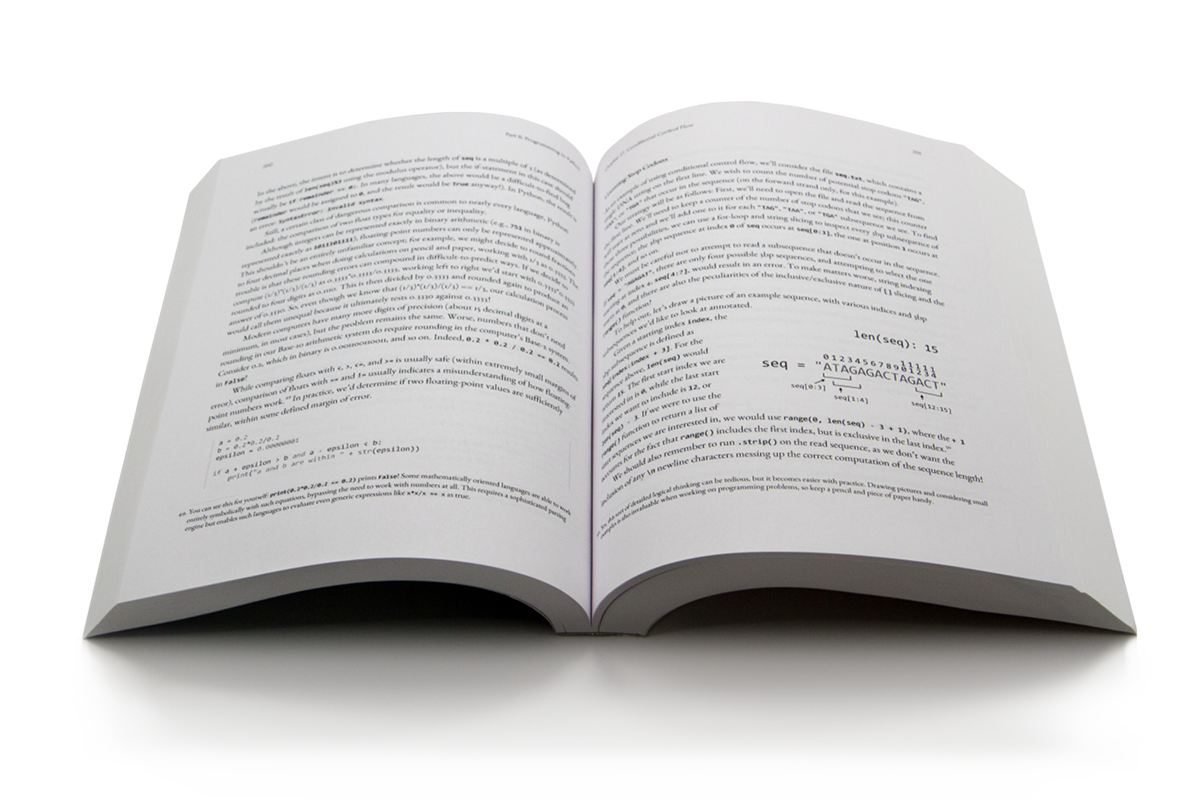 200
Part II: Programming in
In the above, the intent is to determine whether the length of seq is a multiple of 3 (as determined
by the result of len(seq)%3 using the modulus operator), but the if-statement in this case should
actually be if remainder == 0:. In many languages, the above would be a difficult-to-find bug
(remainder would be assigned to 0, and the result would be true anyway!). In Python, the result is
an error: SyntaxError: invalid syntax.
Still, a certain class of dangerous comparison is common to nearly every language, Python
included: the comparison of two float types for equality or inequality.
Although integers can be represented exactly in binary arithmetic (e.g., 751 in binary is
represented exactly as 1011101111), floating-point numbers can only be represented approximately.
This shouldn't be an entirely unfamiliar concept; for example, we might decide to round fractions
to four decimal places when doing calculations on pencil and paper, working with 1/3 as 0.3333. The
trouble is that these rounding errors can compound in difficult-to-predict ways. If we decide to
compute (1/3)*(1/3)/(1/3) as 0.3333*0.3333/0.3333, working left to right we'd start with 0.3333*0.3333
rounded to four digits as 0.1110. This is then divided by 0.3333 and rounded again to produce an
answer of 0.3330. So, even though we know that (1/3)*(1/3)/(1/3) == 1/3, our calculation process
would call them unequal because it ultimately tests 0.3330 against 0.3333!
Modern computers have many more digits of precision (about 15 decimal digits at a
minimum, in most cases), but the problem remains the same. Worse, numbers that don't need
rounding in our Base-10 arithmetic system do require rounding in the computer's Base-2 system.
Consider 0.2, which in binary is 0.001100110011, and so on. Indeed, 0.2 * 0.2 / 0.2 == 0.2 results
in False!
While comparing floats with <, >, <=, and >= is usually safe (within extremely small margins of
error), comparison of floats with == and != usually indicates a misunderstanding of how floating-
point numbers work. In practice, we'd determine if two floating-point values are sufficiently
similar, within some defined margin of error.
a = 0.2
b = 0.2*0.2/0.2
epsilon = 0.00000001
if a + epsilon > b and a - epsilon < b:
print("a and b are within " + str(epsilon))
You can see this for yourself: print(0.2*0.2/0.2 == 0.2) prints False! Some mathematically oriented languages are able to work
entirely symbolically with such equations, bypassing the need to work with numbers at all. This requires a sophisticated parsing
engine but enables such languages to evaluate even generic expressions like x*x/x == x as true.
Conditional Control Flow
201
Stop Codons
of using conditional control flow, we'll consider the file seq.txt, which contains a
DNA string on the first line. We wish to count the number of potential stop codons "TAG",
or "TGA" that occur in the sequence (on the forward strand only, for this example).
strategy will be as follows: First, we'll need to open the file and read the sequence from
the first line. We'll need to keep a counter of the number of stop codons that we see; this counter
will start at zero and we'll add one to it for each "TAG", "TAA", or "TGA" subsequence we see. To find
possibilities, we can use a for-loop and string slicing to inspect every 3bp subsequence of
the sequence; the 3bp sequence at index 0 of seq occurs at seq[0:3], the one at position 1 occurs at
seq[1:4], and so on.
must be careful not to attempt to read a subsequence that doesn't occur in the sequence.
If seq = "AGAGAT", there are only four possible 3bp sequences, and attempting to select the one
starting at index 4, seq[4:7], would result in an error. To make matters worse, string indexing
and there are also the peculiarities of the inclusive/exclusive nature of [] slicing and the
range() function!
To help out, let's draw a picture of an example sequence, with various indices and 3bp
subsequences we'd like to look at annotated.
Given a starting index index, the
subsequence is defined as
seq[index:index + 3]. For the
sequence above, len(seq) would
return 15. The first start index we are
interested in is 0, while the last start
index we want to include is 12, or
len(seq) - 3. If we were to use the
range() function to return a list of
len(seq): 15
012345678901234
seq = "ATAGAGACTAGACT"
seq[0:3]
seq[1:4]
seq[12:15]
start sequences we are interested in, we would use range(0, len(seq) - 3 + 1), where the + 1
accounts for the fact that range() includes the first index, but is exclusive in the last index.
We should also remember to run .strip() on the read sequence, as we don't want the
inclusion of any \n newline characters messing up the correct computation of the sequence length!
Yes, this sort of detailed logical thinking can be tedious, but it becomes easier with practice. Drawing pictures and considering small
examples is also invaluable when working on programming problems, so keep a pencil and piece of paper handy.